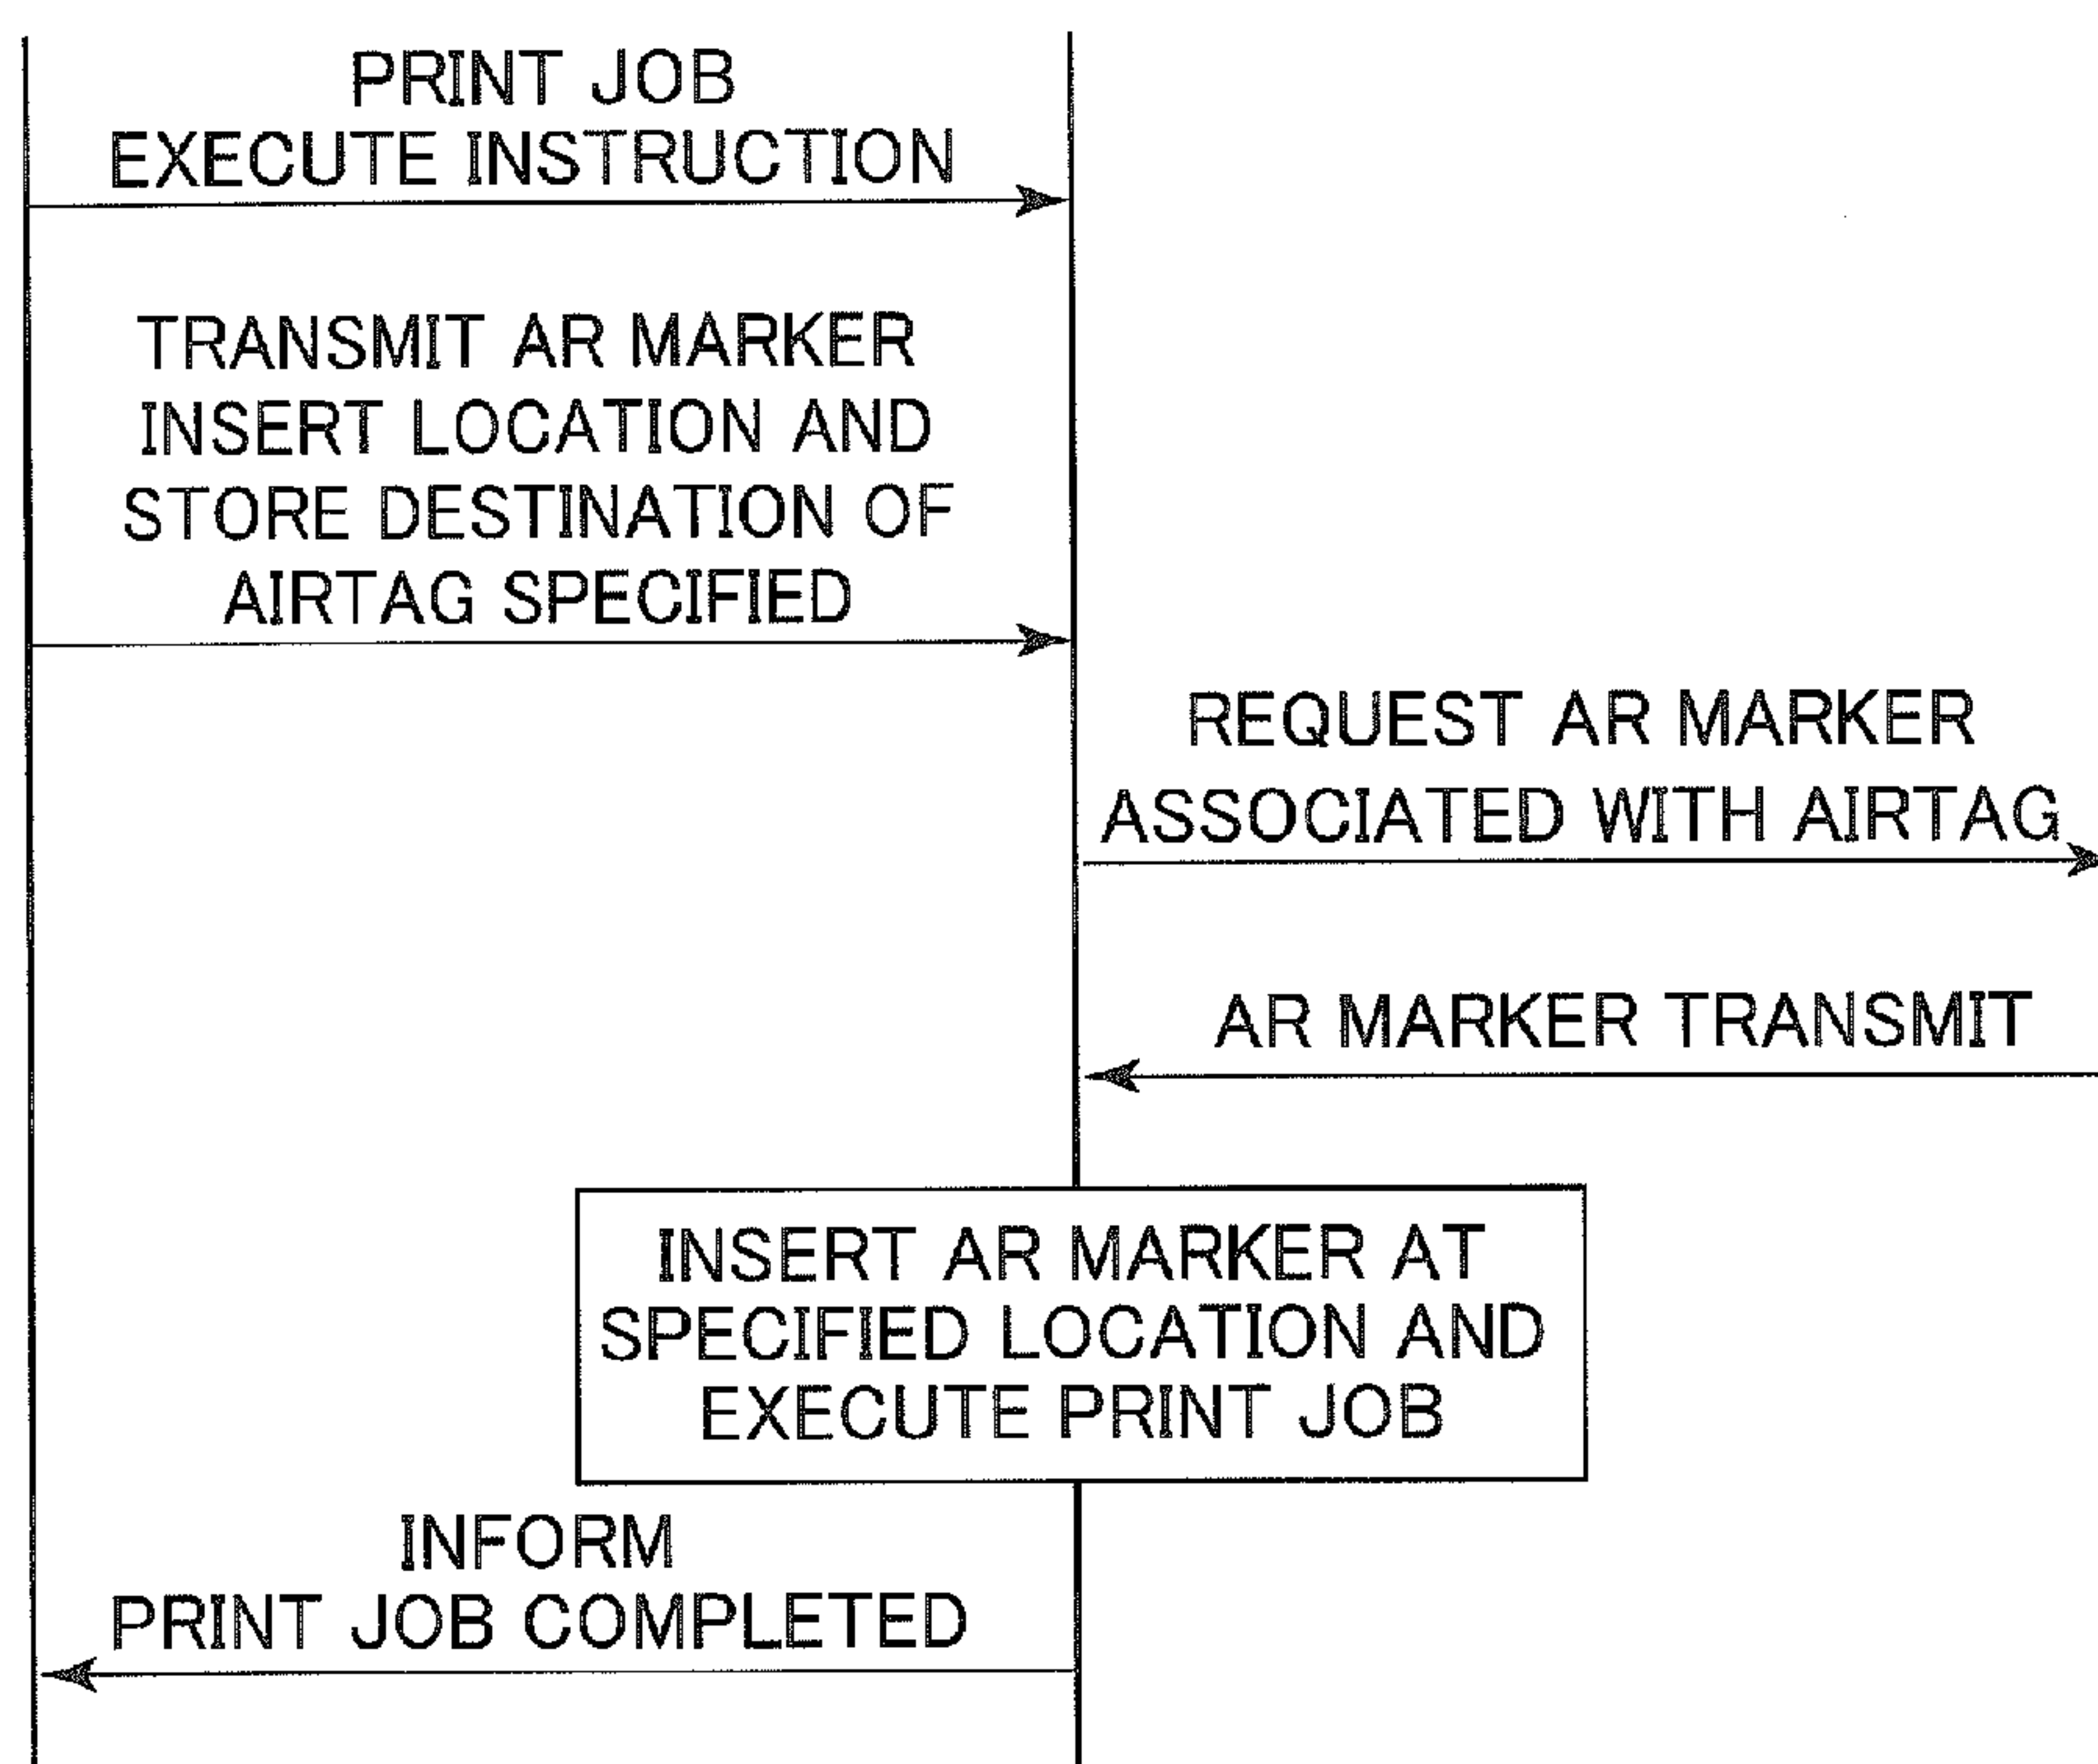 PRINT JOB
EXECUTE INSTRUCTION
TRANSMIT AR MARKER
INSERT LOCATION AND
STORE DESTINATION OF
AIRTAG SPECIFIED
REQUEST AR MARKER
ASSOCIATED WITH AIRTAG
AR MARKER TRANSMIT
INSERT AR MARKER AT
SPECIFIED LOCATION AND
EXECUTE PRINT JOB
INFORM
PRINT JOB COMPLETED